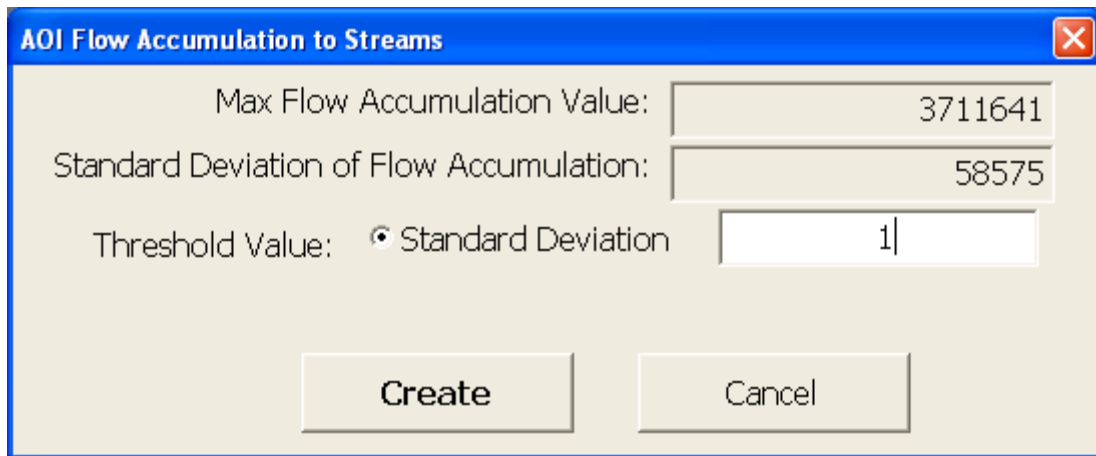 AOI Flow Accumulation to Streams
Max Flow Accumulation Value: 3711641
Standard Deviation of Flow Accumulation: 58575
Threshold Value: Standard Deviation 1
Create Cancel